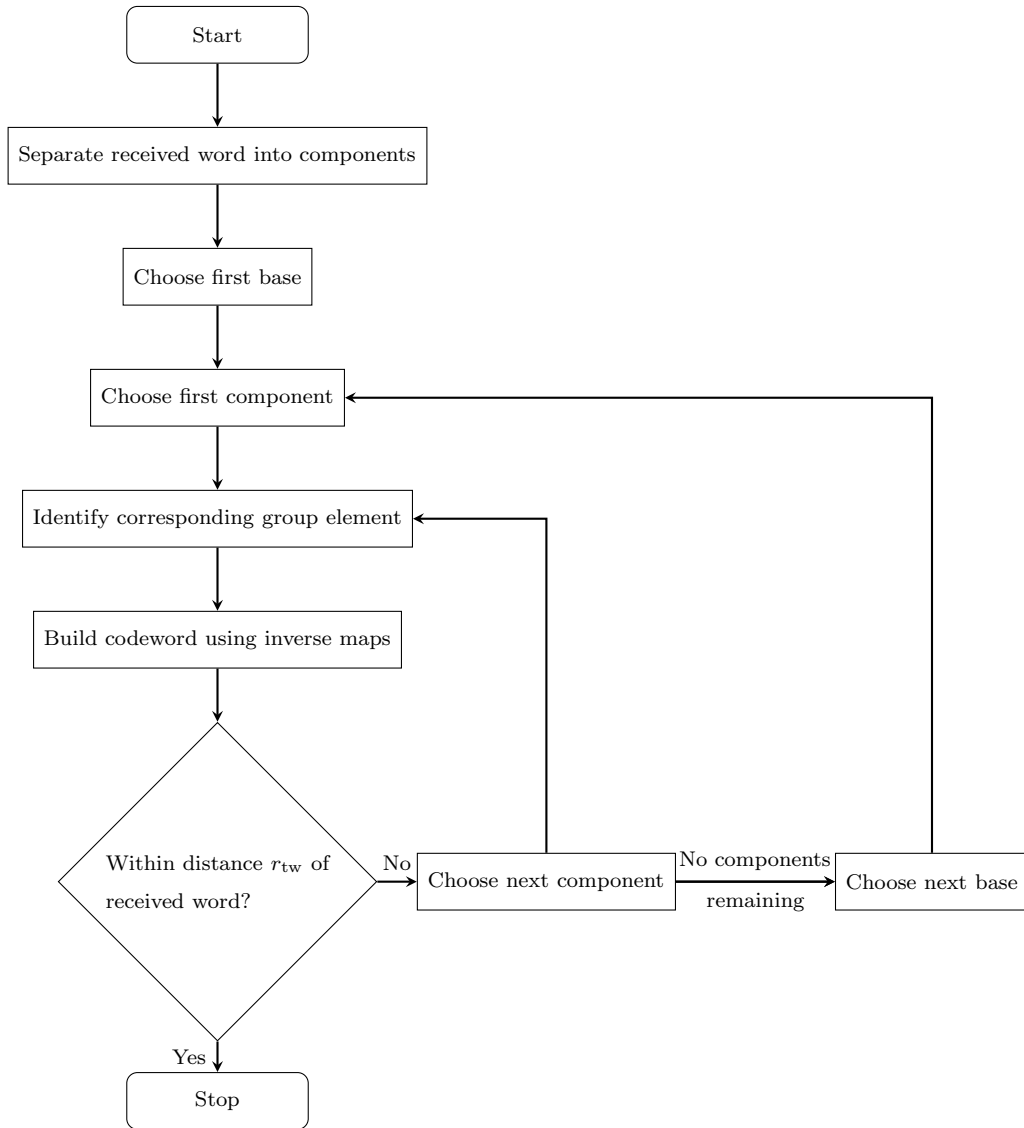 Start
Separate received word into components
Choose first base
Choose first component
Identify corresponding group element
Build codeword using inverse maps
Within distance r_tw of
received word?
No
Choose next component
No components
remaining
Choose next base
Yes
Stop